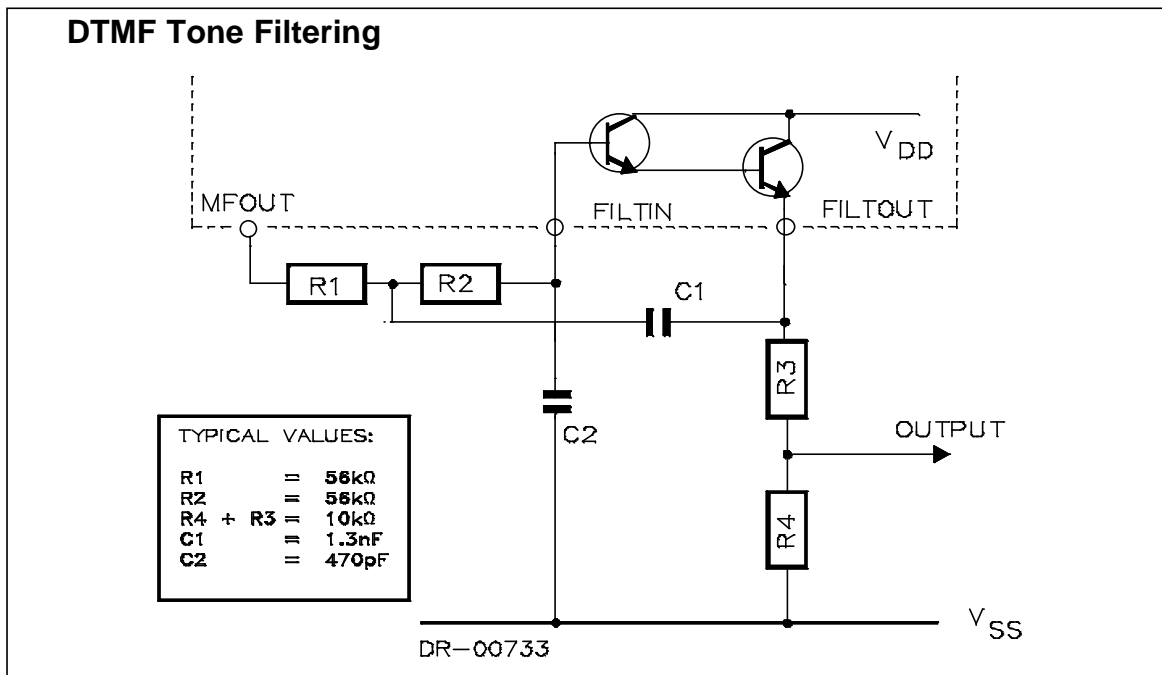 DTMF Tone Filtering
V DD
MFOUT
FILTIN
FILTOUT
R1
R2
C1
R3
C2
OUTPUT
R4
TYPICAL VALUES:
R1 = 56kΩ
R2 = 56kΩ
R4 + R3 = 10kΩ
C1 = 1.3nF
C2 = 470pF
V SS
DR-00733